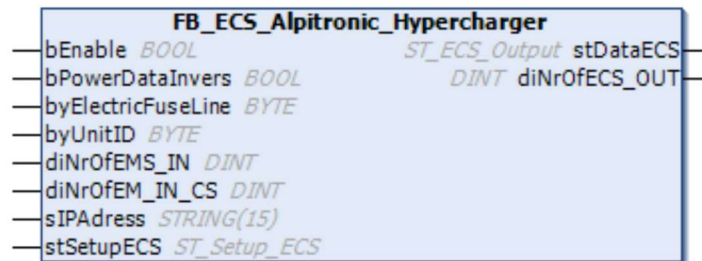 FB_ECS_Alpitronic_Hypercharger
bEnable BOOL ST_ECS_Output stDataECS
bPowerDataInvers BOOL DINT diNrOfECS_OUT
byElectricFuseLine BYTE
byUnitID BYTE
diNrOfEMS_IN DINT
diNrOfEM_IN_CS DINT
sIPAdress STRING(15)
stSetupECS ST_Setup_ECS